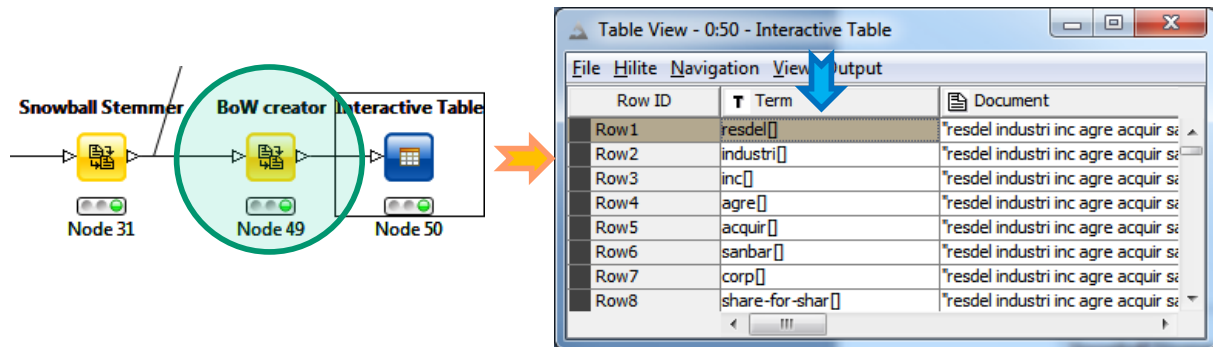 Snowball Stemmer
BoW creator
Interactive Table
Node 31
Node 49
Node 50
Table View - 0:50 - Interactive Table
File Hilite Navigation View Output
Row ID T Term Document
Row1 resdel[] "resdel industri inc agre acquir sa
Row2 industri[] "resdel industri inc agre acquir sa
Row3 inc[] "resdel industri inc agre acquir sa
Row4 agre[] "resdel industri inc agre acquir sa
Row5 acquir[] "resdel industri inc agre acquir sa
Row6 sanbar[] "resdel industri inc agre acquir sa
Row7 corp[] "resdel industri inc agre acquir sa
Row8 share-for-shar[] "resdel industri inc agre acquir sa